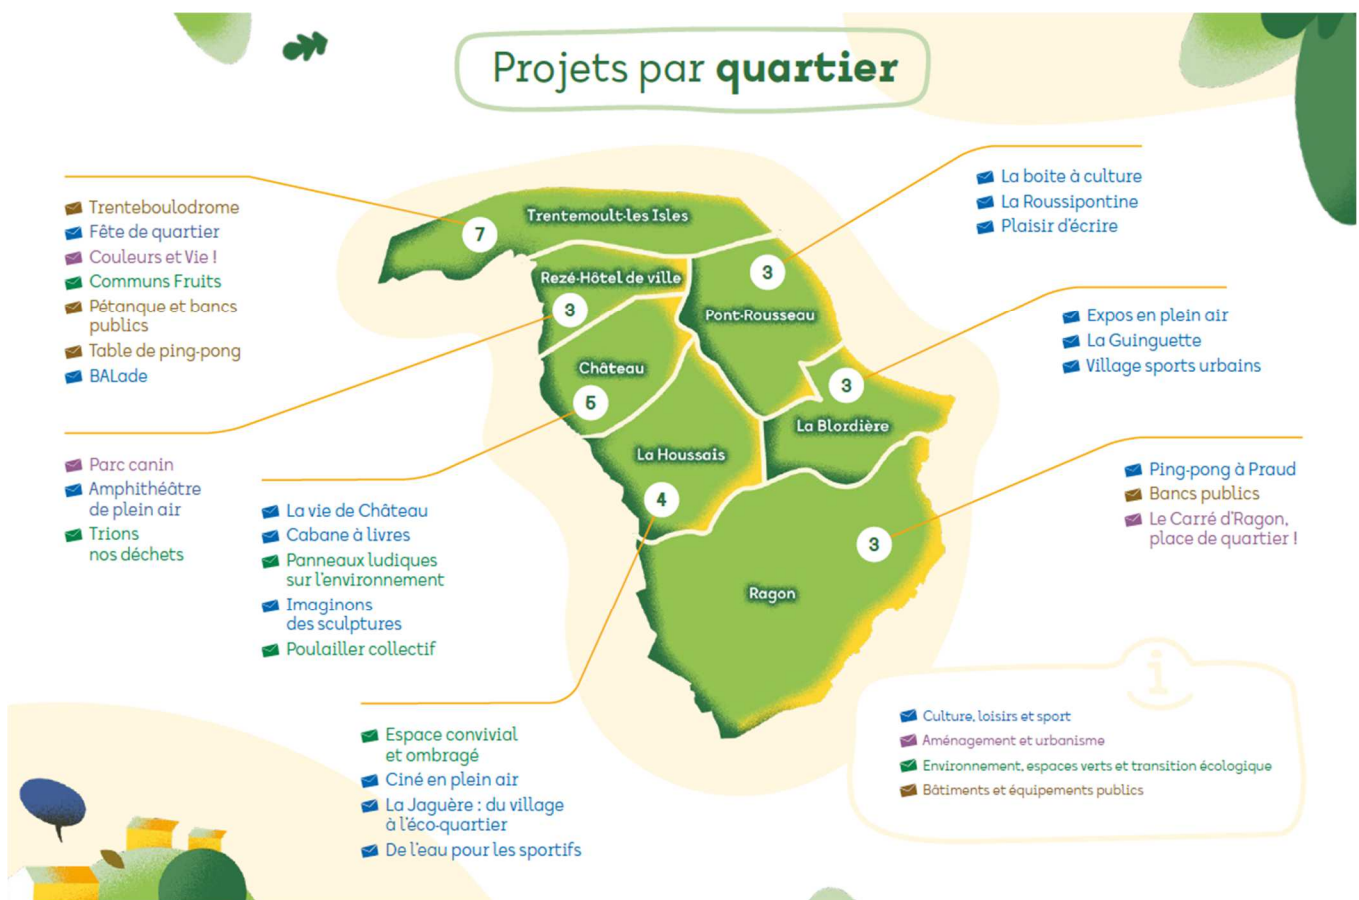 Projets par quartier
Trenteboulodrome
Fête de quartier
Couleurs et Vie !
Communs Fruits
Pétanque et bancs
publics
Table de ping-pong
BALade
Parc canin
Amphithéâtre
de plein air
Trions
nos déchets
La vie de Château
Cabane à livres
Panneaux ludiques
sur l'environnement
Imaginons
des sculptures
Poulailler collectif
Espace convivial
et ombragé
Ciné en plein air
La Jaguère : du village
à l'éco-quartier
De l'eau pour les sportifs
Trentemoult-les Isles
7
Rezé-Hôtel de ville
3
Château
5
La Houssais
4
Pont-Rousseau
3
La Blordière
3
Ragon
3
La boite à culture
La Roussipontine
Plaisir d'écrire
Expos en plein air
La Guinguette
Village sports urbains
Ping-pong à Praud
Bancs publics
Le Carré d'Ragon,
place de quartier !
i
Culture, loisirs et sport
Aménagement et urbanisme
Environnement, espaces verts et transition écologique
Bâtiments et équipements publics